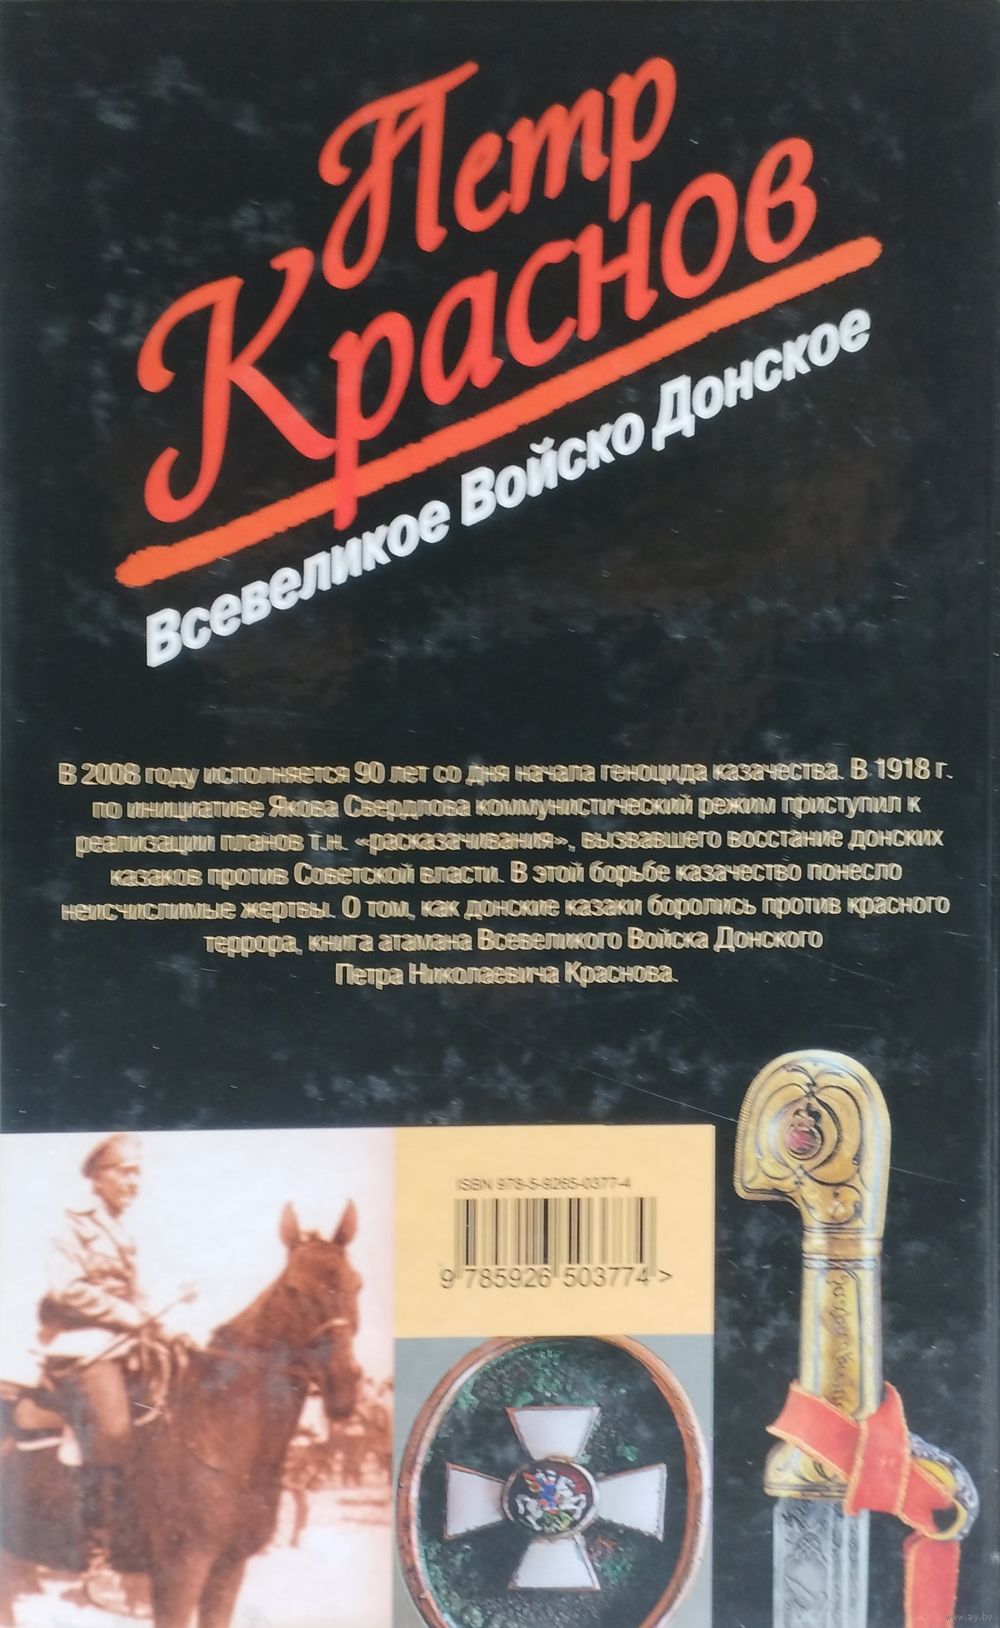 Петр
Краснов
Всевеликое Войско Донское
В 2008 году исполняется 90 лет со дня начала геноцида казачества. В 1918 г.
по инициативе Якова Свердлова коммунистический режим приступил к
реализации планов т.н. «расказачивания», вызвавшего восстание донских
казаков против Советской власти. В этой борьбе казачество понесло
неисчислимые жертвы. О том, как донские казаки боролись против красного
террора, книга атамана Всевеликого Войска Донского
Петра Николаевича Краснова.
ISBN 978-5-9265-0377-4
9 785926 503774 >
www.ay.by